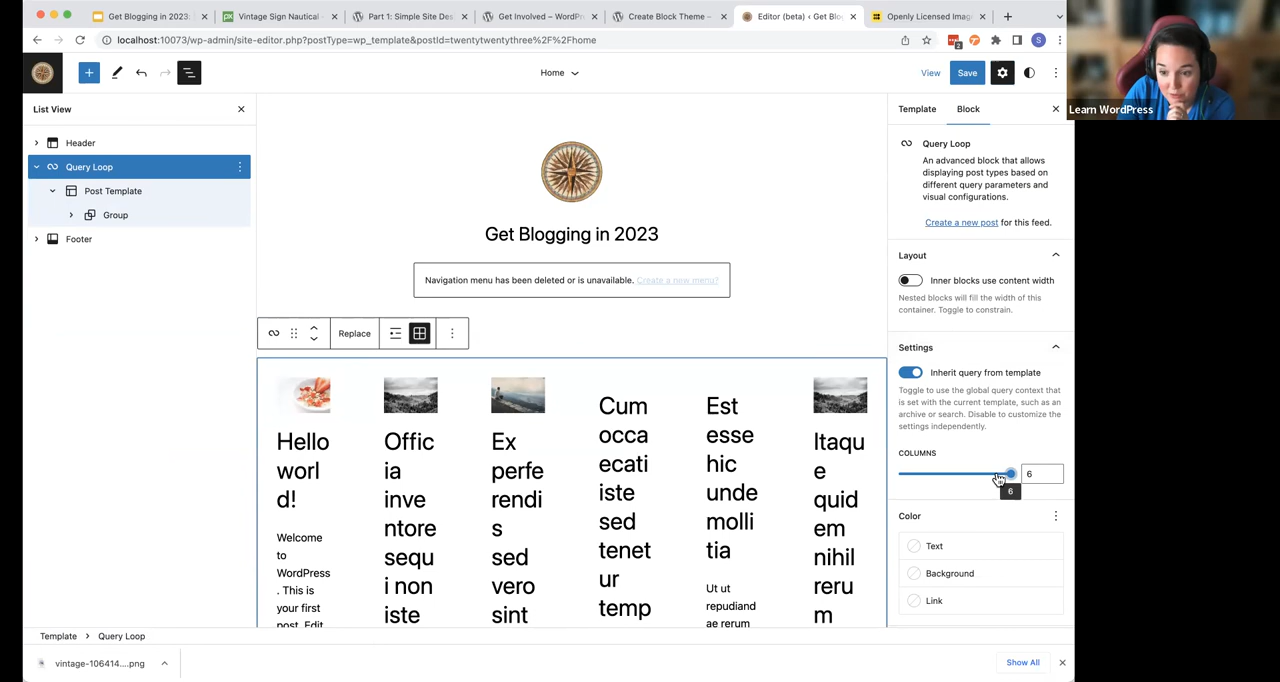 Get Blogging in 2023:
Vintage Sign Nautical -
Part 1: Simple Site Des
Get Involved – WordPr
Create Block Theme –
Editor (beta) ‹ Get Blo
Openly Licensed Imag
localhost:10073/wp-admin/site-editor.php?postType=wp_template&postId=twentytwentythree%2F%2Fhome
2
S
Home
View
Save
Learn WordPress
List View
Header
Query Loop
Post Template
Group
Footer
Get Blogging in 2023
Navigation menu has been deleted or is unavailable. Create a new menu?
Replace
Hello
worl
d!
Welcome
to
WordPress
. This is
your first
post. Edit
Offic
ia
inve
ntore
sequ
i non
iste
Ex
perfe
rendi
s
sed
vero
sint
Cum
occa
ecati
iste
sed
tenet
ur
temp
Est
esse
hic
unde
molli
tia
Ut ut
repudiand
ae rerum
Itaqu
e
quid
em
nihil
reru
m
Template
Block
Query Loop
An advanced block that allows
displaying post types based on
different query parameters and
visual configurations.
Create a new post for this feed.
Layout
Inner blocks use content width
Nested blocks will fill the width of this
container. Toggle to constrain.
Settings
Inherit query from template
Toggle to use the global query context that
is set with the current template, such as an
archive or search. Disable to customize the
settings independently.
COLUMNS
6
6
Color
Text
Background
Link
Template > Query Loop
vintage-106414....png
Show All